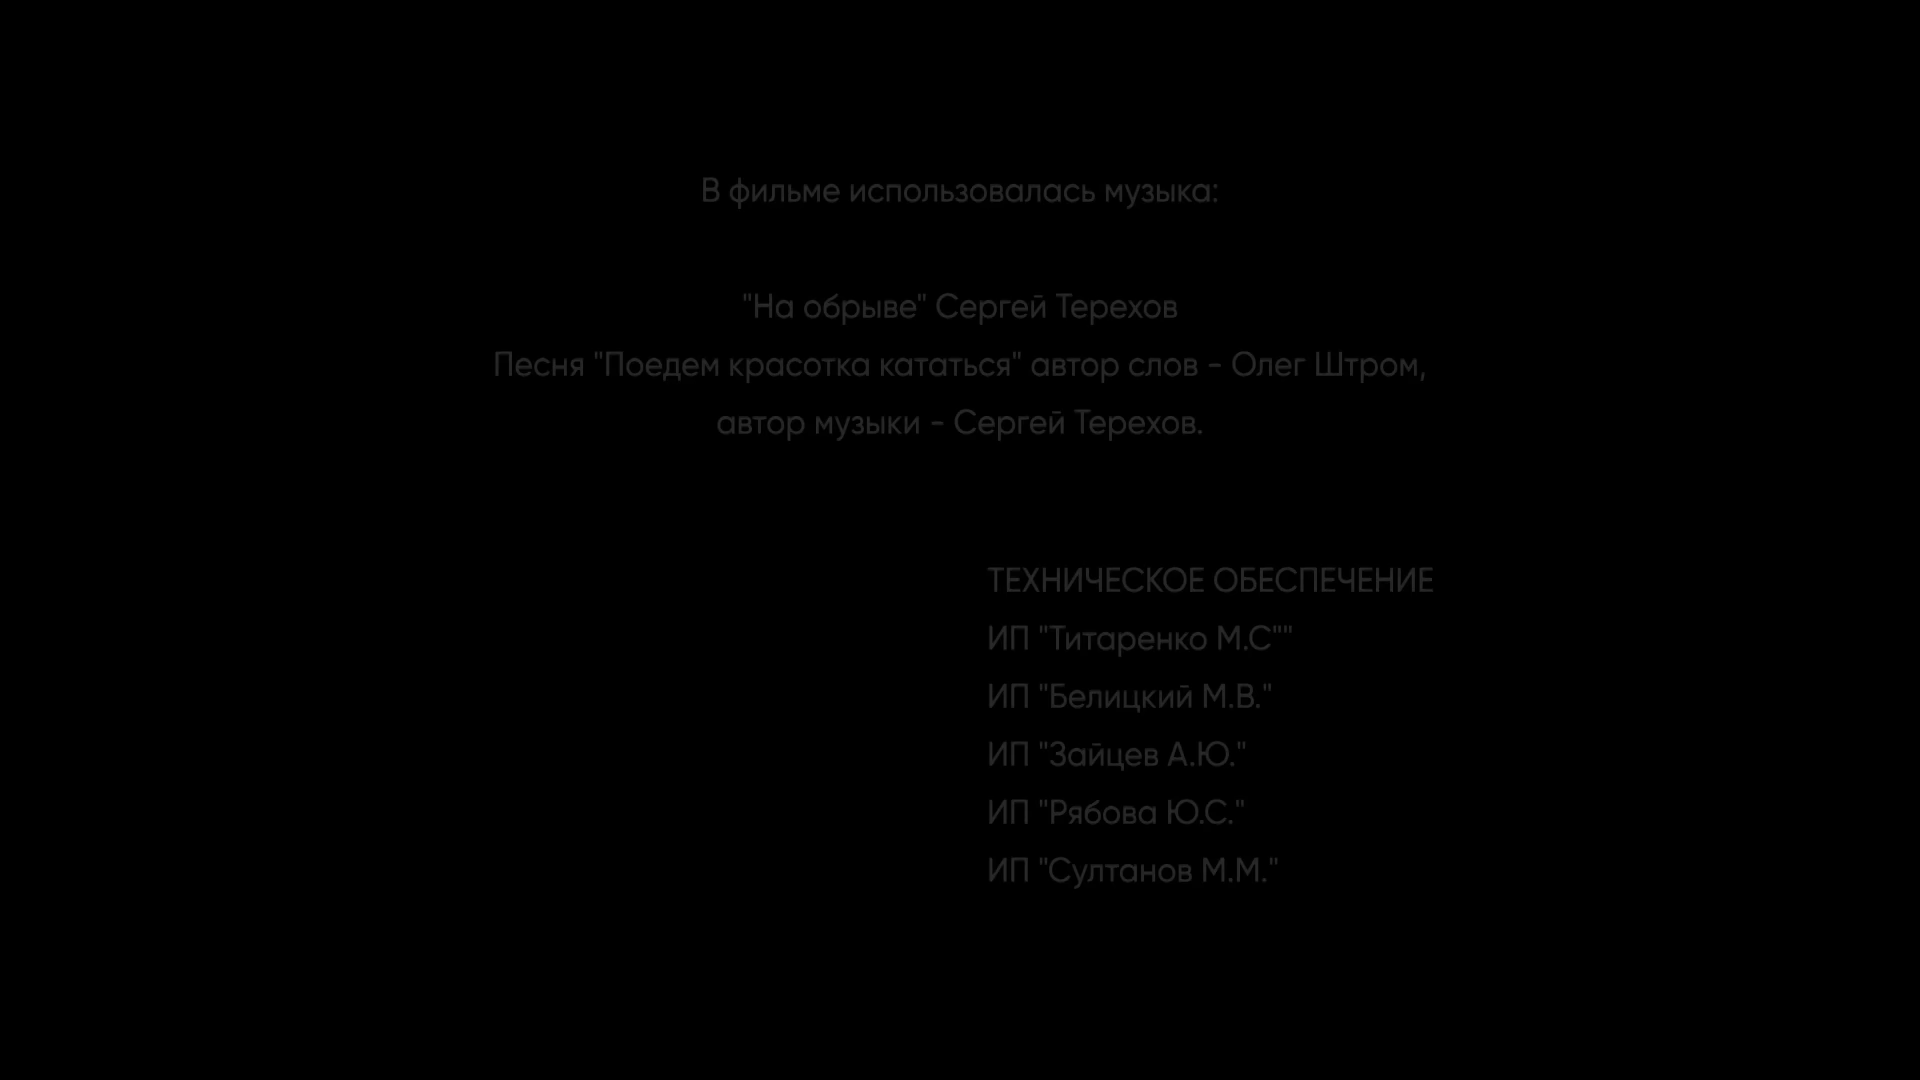 В фильме использовалась музыка:
"На обрыве" Сергей Терехов
Песня "Поедем красотка кататься" автор слов - Олег Штром,
автор музыки - Сергей Терехов.
ТЕХНИЧЕСКОЕ ОБЕСПЕЧЕНИЕ
ИП "Титаренко М.С""
ИП "Белицкий М.В."
ИП "Зайцев А.Ю."
ИП "Рябова Ю.С."
ИП "Султанов М.М."